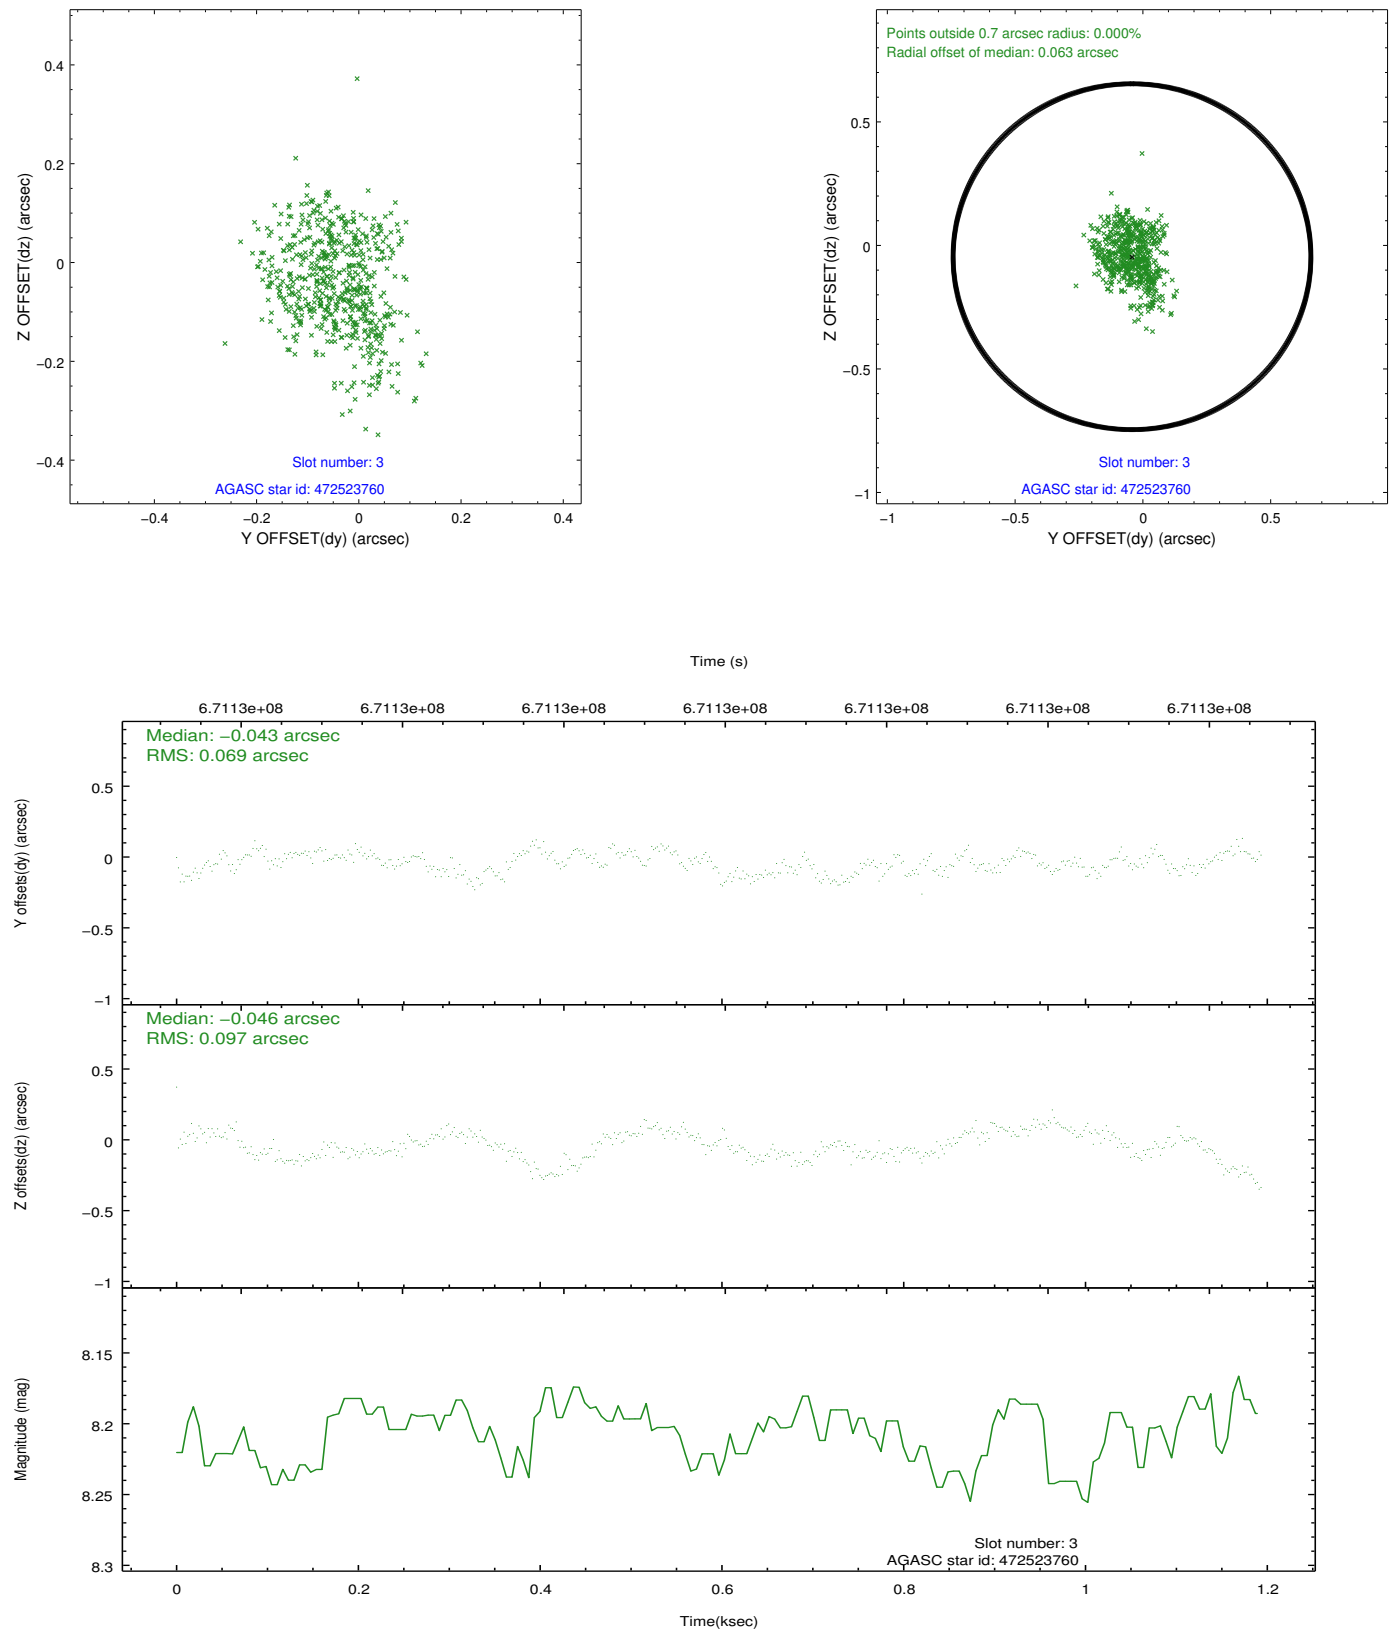 0.4
0.2
0
−0.2
−0.4
Z OFFSET(dz) (arcsec)
Slot number: 3
AGASC star id: 472523760
−0.4
−0.2
0
0.2
0.4
Y OFFSET(dy) (arcsec)
Points outside 0.7 arcsec radius: 0.000%
Radial offset of median: 0.063 arcsec
0.5
0
−0.5
−1
Z OFFSET(dz) (arcsec)
Slot number: 3
AGASC star id: 472523760
−1
−0.5
0
0.5
Y OFFSET(dy) (arcsec)
Time (s)
6.7113e+08
6.7113e+08
6.7113e+08
6.7113e+08
6.7113e+08
6.7113e+08
6.7113e+08
Median: −0.043 arcsec
RMS: 0.069 arcsec
0.5
0
−0.5
−1
Y offsets(dy) (arcsec)
Median: −0.046 arcsec
RMS: 0.097 arcsec
0.5
0
−0.5
−1
Z offsets(dz) (arcsec)
8.15
8.2
8.25
8.3
Magnitude (mag)
Slot number: 3
AGASC star id: 472523760
0
0.2
0.4
0.6
0.8
1
1.2
Time(ksec)